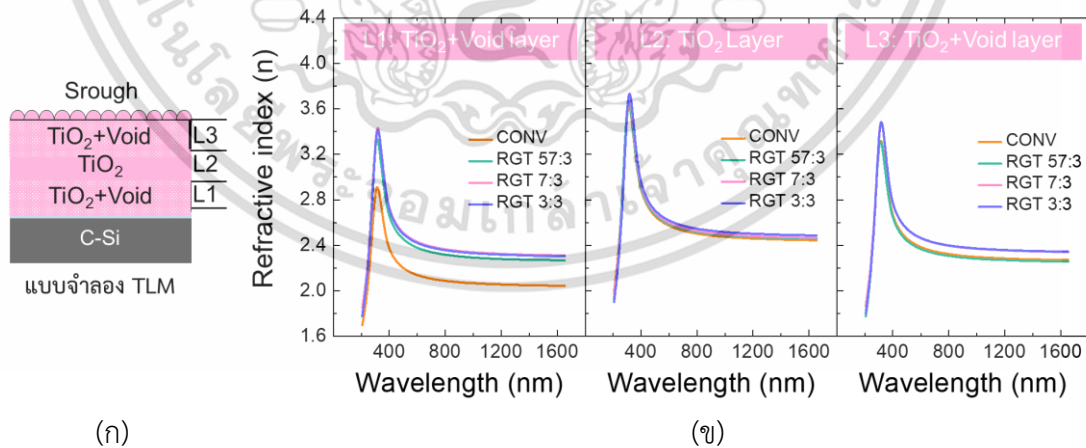 Srough
TiO2+Void
L3
TiO2
L2
TiO2+Void
L1
C-Si
แบบจำลอง TLM
(ก)
Refractive index (n)
4.4
4.0
3.6
3.2
2.8
2.4
2.0
1.6
L1: TiO2+Void layer
CONV
RGT 57:3
RGT 7:3
RGT 3:3
400 800 1200 1600
Wavelength (nm)
L2: TiO2 Layer
CONV
RGT 57:3
RGT 7:3
RGT 3:3
400 800 1200 1600
Wavelength (nm)
L3: TiO2+Void layer
CONV
RGT 57:3
RGT 7:3
RGT 3:3
400 800 1200 1600
Wavelength (nm)
(ข)